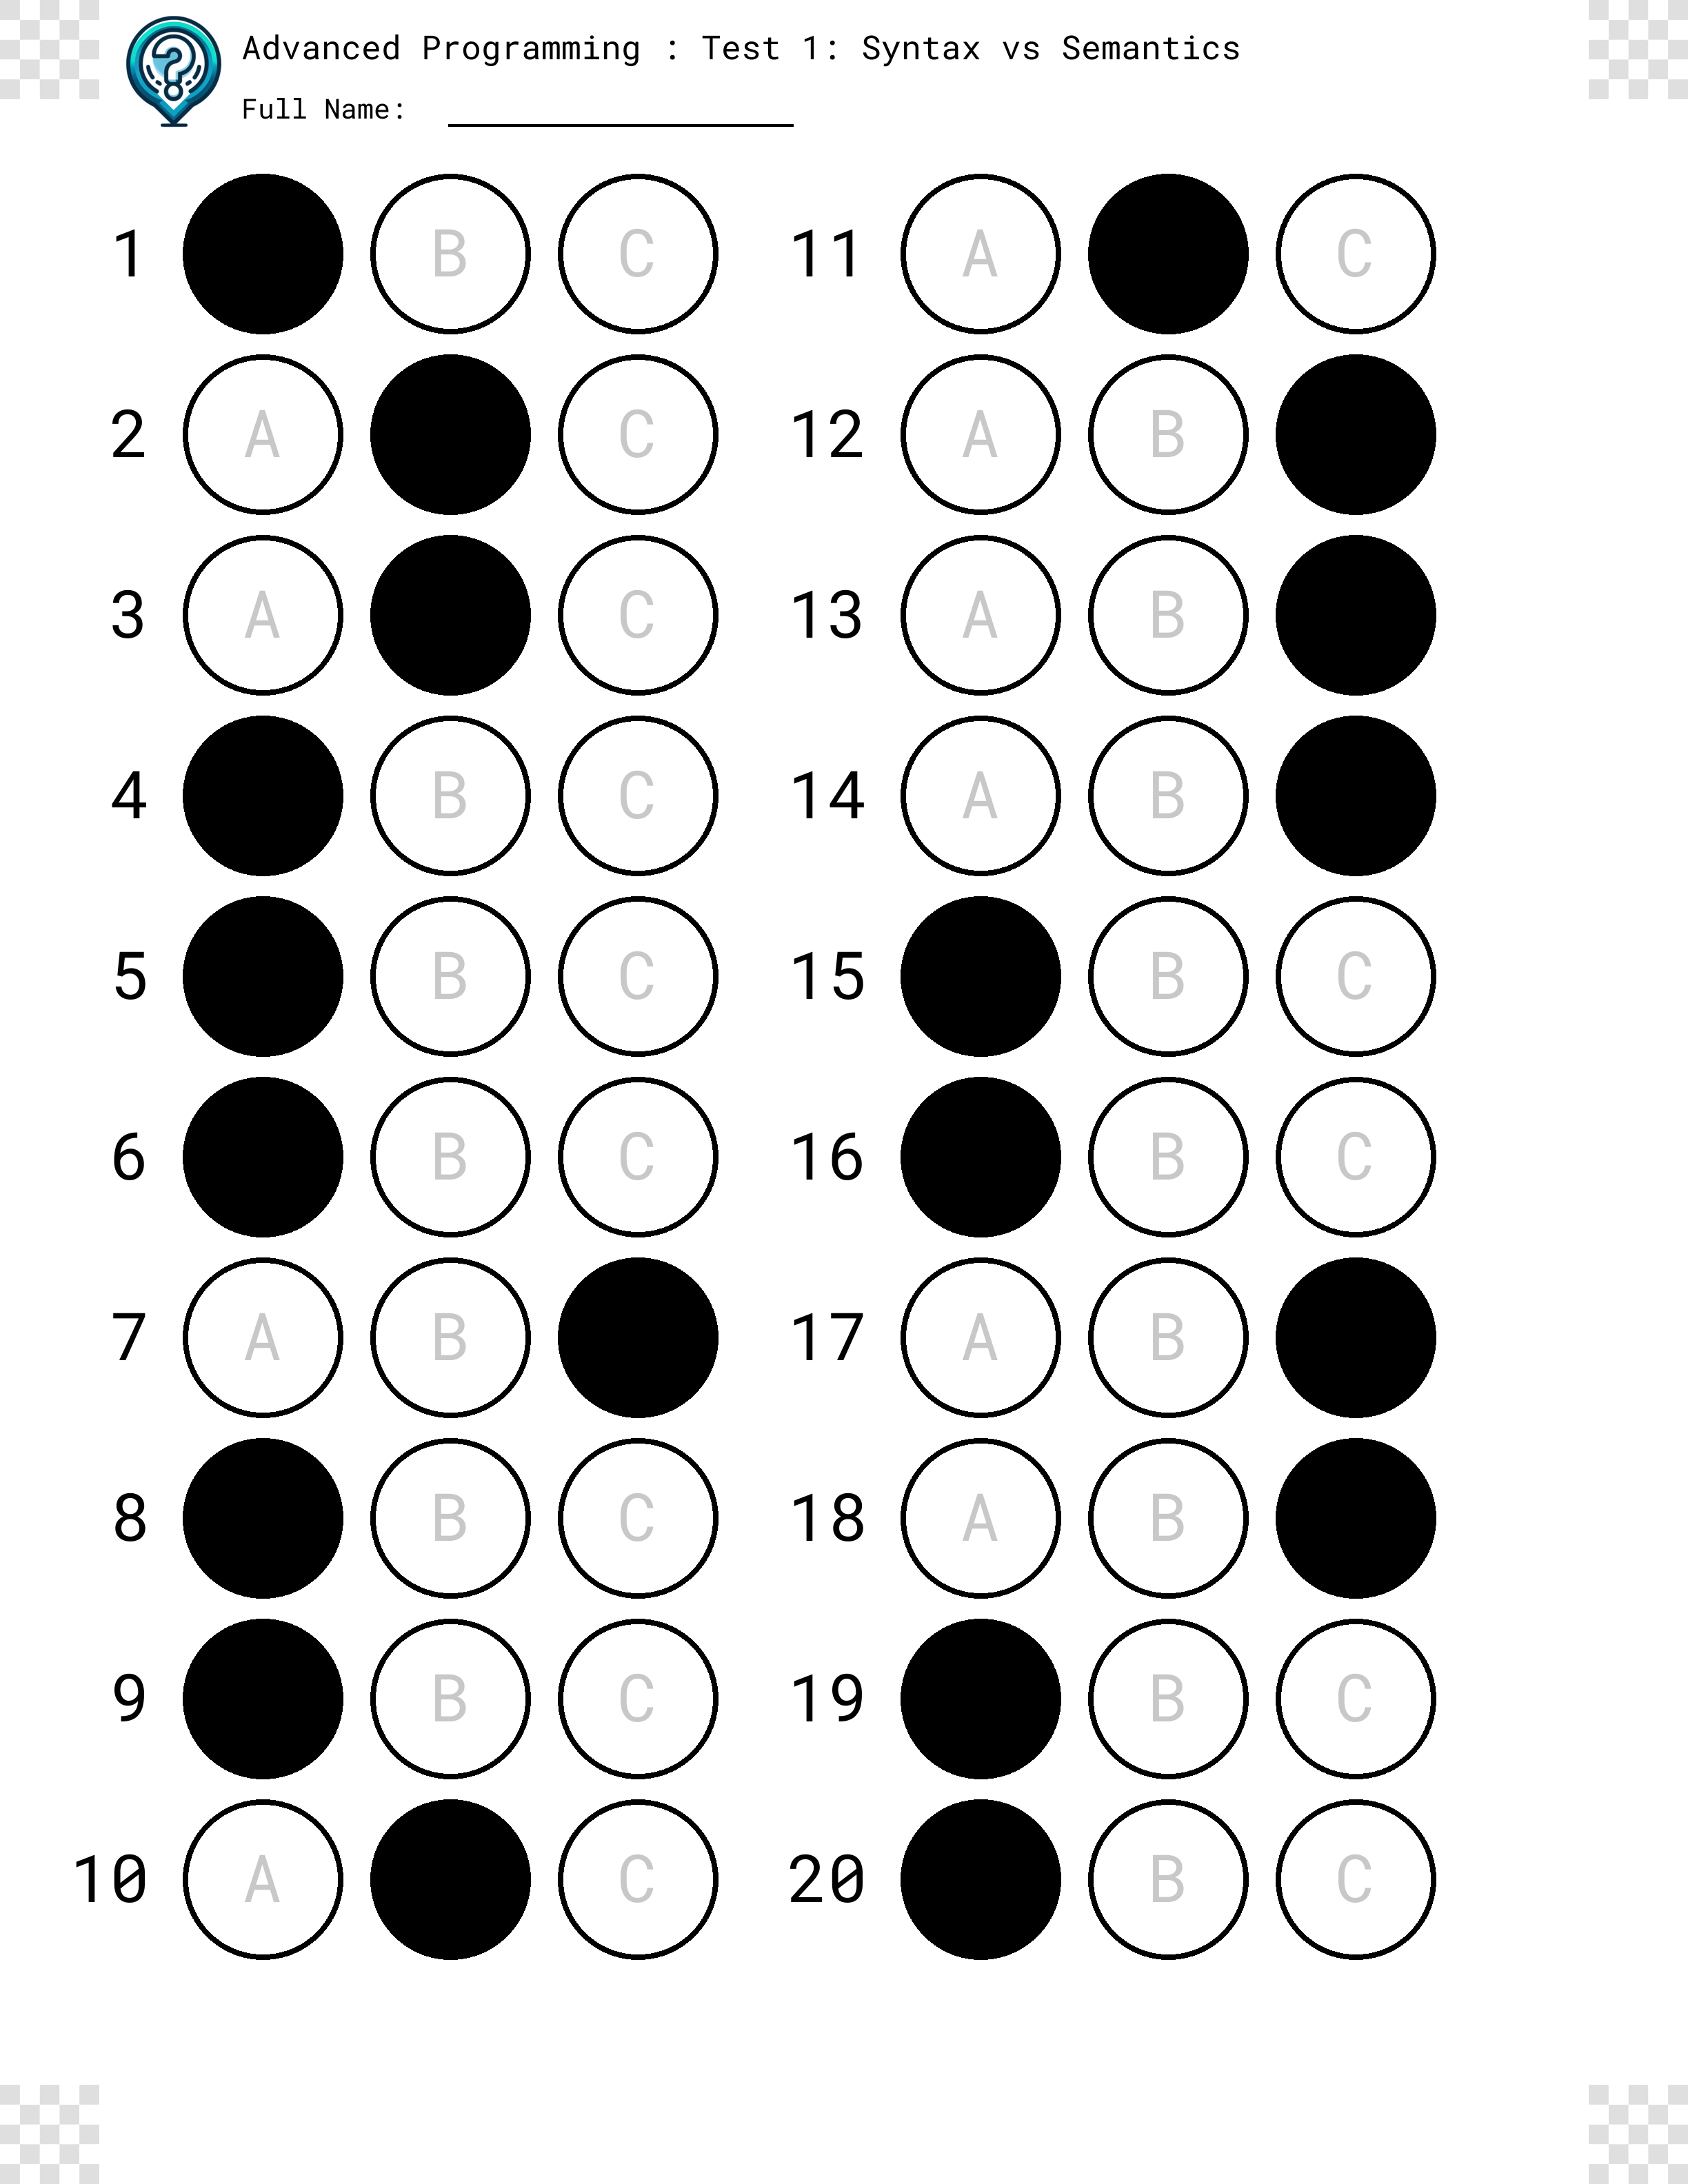 Advanced Programming : Test 1: Syntax vs Semantics
Full Name:
1 B C
2 A C
3 A C
4 B C
5 B C
6 B C
7 A B
8 B C
9 B C
10 A C
11 A C
12 A B
13 A B
14 A B
15 B C
16 B C
17 A B
18 A B
19 B C
20 B C